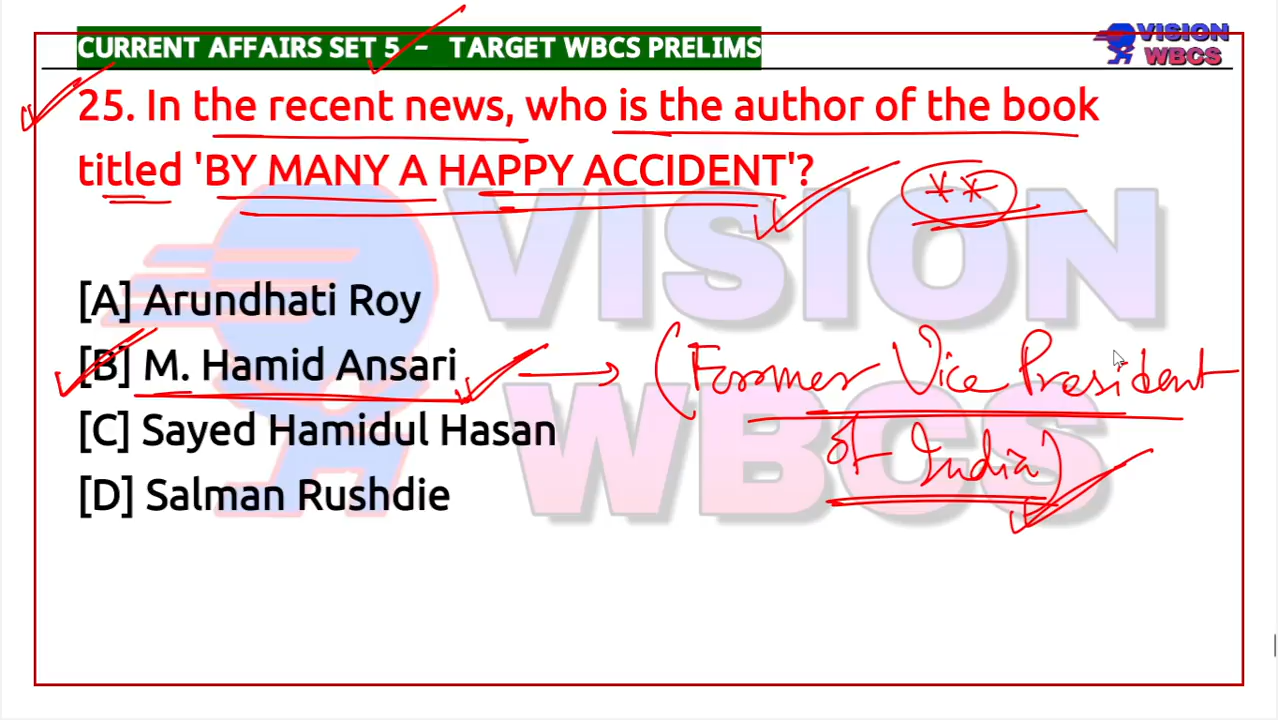 CURRENT AFFAIRS SET 5 – TARGET WBCS PRELIMS
VISION
WBCS
25. In the recent news, who is the author of the book
titled 'BY MANY A HAPPY ACCIDENT'?
**
[A] Arundhati Roy
[B] M. Hamid Ansari
(Former Vice President
of India)
[C] Sayed Hamidul Hasan
[D] Salman Rushdie
VISION
WBCS